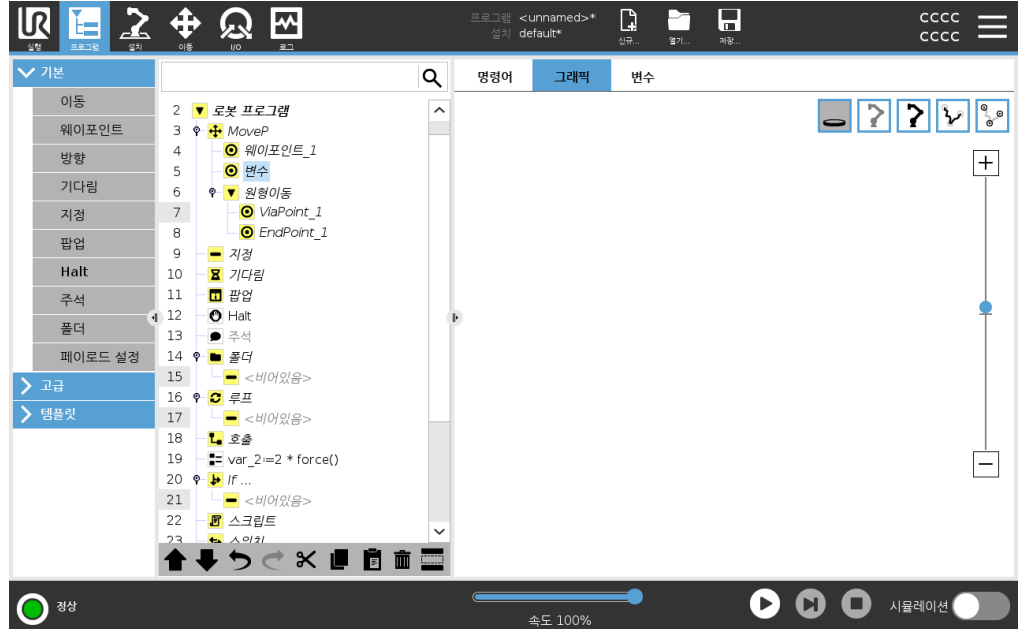 UR
실행
프로그램
설치
이동
I/O
로그
프로그램 <unnamed>*
설치 default*
신규...
열기...
저장...
cccc
cccc
기본
이동
웨이포인트
방향
기다림
지정
팝업
Halt
주석
폴더
페이로드 설정
고급
템플릿
2 로봇 프로그램
3 MoveP
4 웨이포인트_1
5 변수
6 원형이동
7 ViaPoint_1
8 EndPoint_1
9 지정
10 기다림
11 팝업
12 Halt
13 주석
14 폴더
15 <비어있음>
16 루프
17 <비어있음>
18 호출
19 var_2:=2 * force()
20 If ...
21 <비어있음>
22 스크립트
23 스위치
명령어
그래픽
변수
정상
속도 100%
시뮬레이션